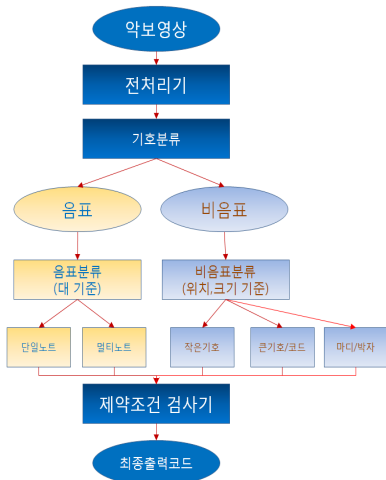 악보영상
전처리기
기호분류
음표
비음표
음표분류
(대 기준)
비음표분류
(위치,크기 기준)
단일노트
멀티노트
작은기호
큰기호/코드
마디/박자
제약조건 검사기
최종출력코드